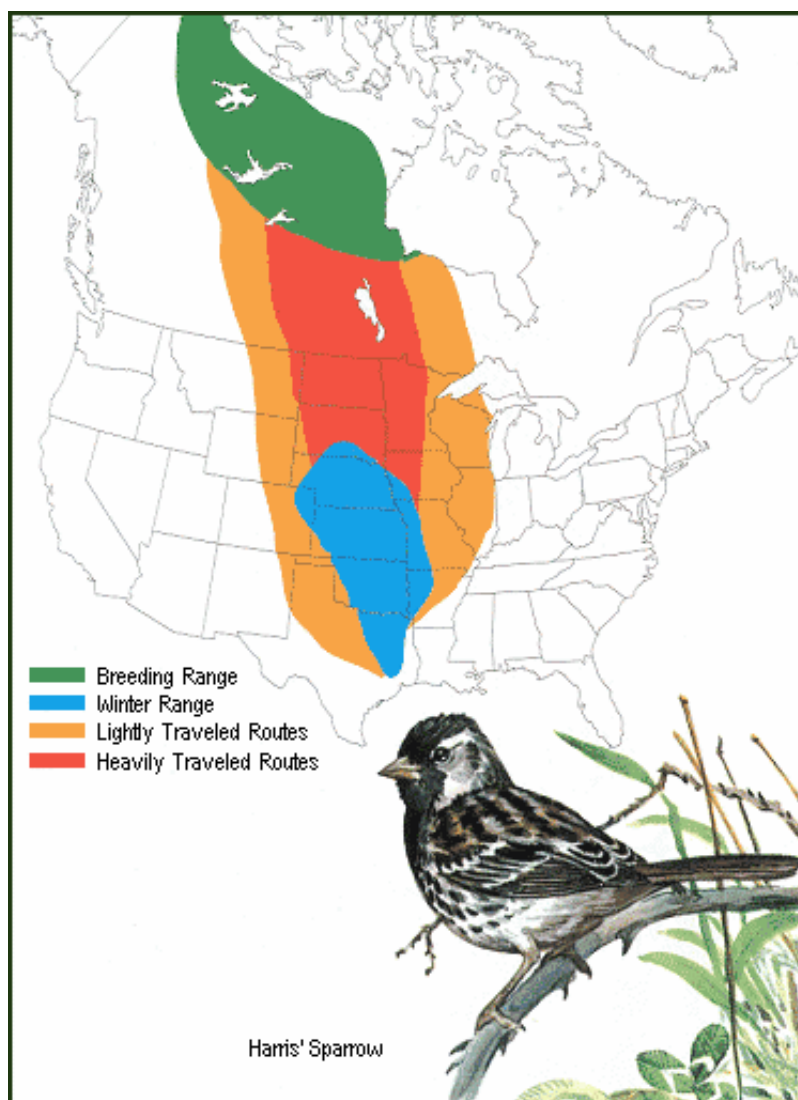 Breeding Range
Winter Range
Lightly Traveled Routes
Heavily Traveled Routes
Harris' Sparrow